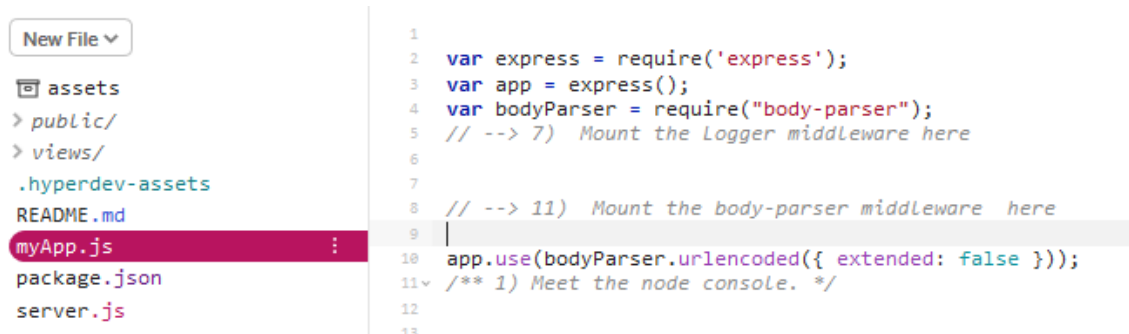 New File
assets
> public/
> views/
.hyperdev-assets
README.md
myApp.js
package.json
server.js
1
2 var express = require('express');
3 var app = express();
4 var bodyParser = require("body-parser");
5 // --> 7)  Mount the Logger middleware here
6
7
8 // --> 11)  Mount the body-parser middleware  here
9
10 app.use(bodyParser.urlencoded({ extended: false }));
11 /** 1) Meet the node console. */
12
13